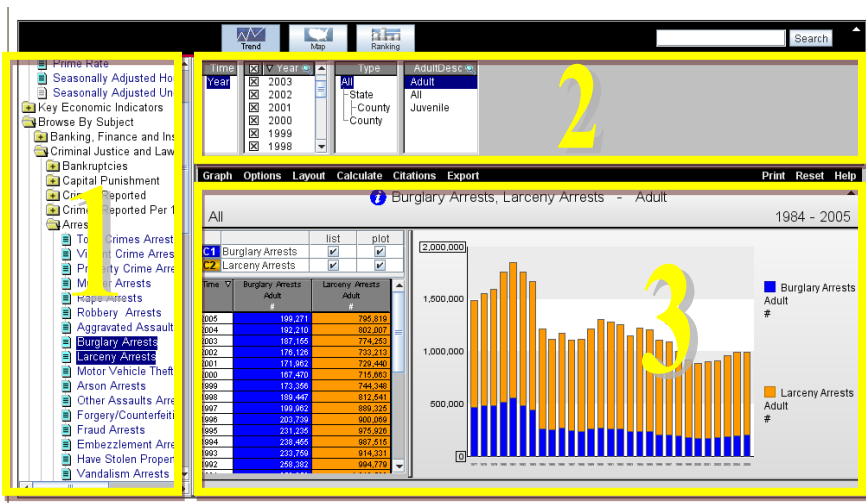 Trend
Map
Ranking
Search
Prime Rate
Seasonally Adjusted Ho
Seasonally Adjusted Un
Key Economic Indicators
Browse By Subject
Banking, Finance and Ins
Criminal Justice and Law
Bankruptcies
Capital Punishment
Crime Reported
Crime Reported Per 1
Arrest
Total Crimes Arrest
Violent Crime Arre
Property Crime Arre
Murder Arrests
Rape Arrests
Robbery Arrests
Aggravated Assault
Burglary Arrests
Larceny Arrests
Motor Vehicle Theft
Arson Arrests
Other Assaults Arre
Forgery/Counterfeiti
Fraud Arrests
Embezzlement Arre
Have Stolen Proper
Vandalism Arrests
1
Time
Year
Year
2003
2002
2001
2000
1999
1998
Type
All
State
County
County
AdultDesc
Adult
All
Juvenile
2
Graph Options Layout Calculate Citations Export Print Reset Help
Burglary Arrests, Larceny Arrests - Adult
All 1984 - 2005
list plot
C1 Burglary Arrests
C2 Larceny Arrests
Time Burglary Arrests Adult # Larceny Arrests Adult #
2005 199,271 795,819
2004 192,210 802,007
2003 187,155 774,253
2002 176,126 733,213
2001 171,962 729,440
2000 167,470 715,663
1999 173,356 744,348
1998 189,447 812,541
1997 199,962 889,325
1996 203,739 900,069
1995 231,235 975,926
1994 238,455 987,515
1993 233,759 914,331
1992 258,382 994,779
2,000,000
1,500,000
1,000,000
500,000
0
3
Burglary Arrests
Adult
#
Larceny Arrests
Adult
#